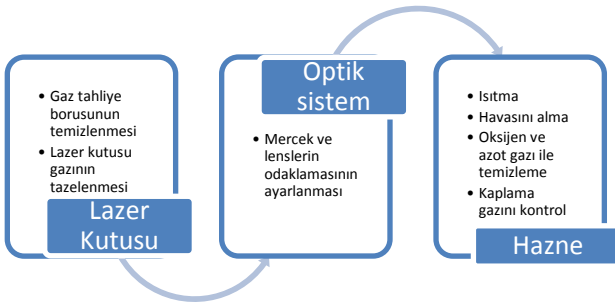 • Gaz tahliye
borusunun
temizlenmesi
• Lazer kutusu
gazının
tazelenmesi
Lazer
Kutusu
Optik
sistem
• Mercek ve
lenslerin
odaklamasının
ayarlanması
• Isıtma
• Havasını alma
• Oksijen ve
azot gazı ile
temizleme
• Kaplama
gazını kontrol
Hazne